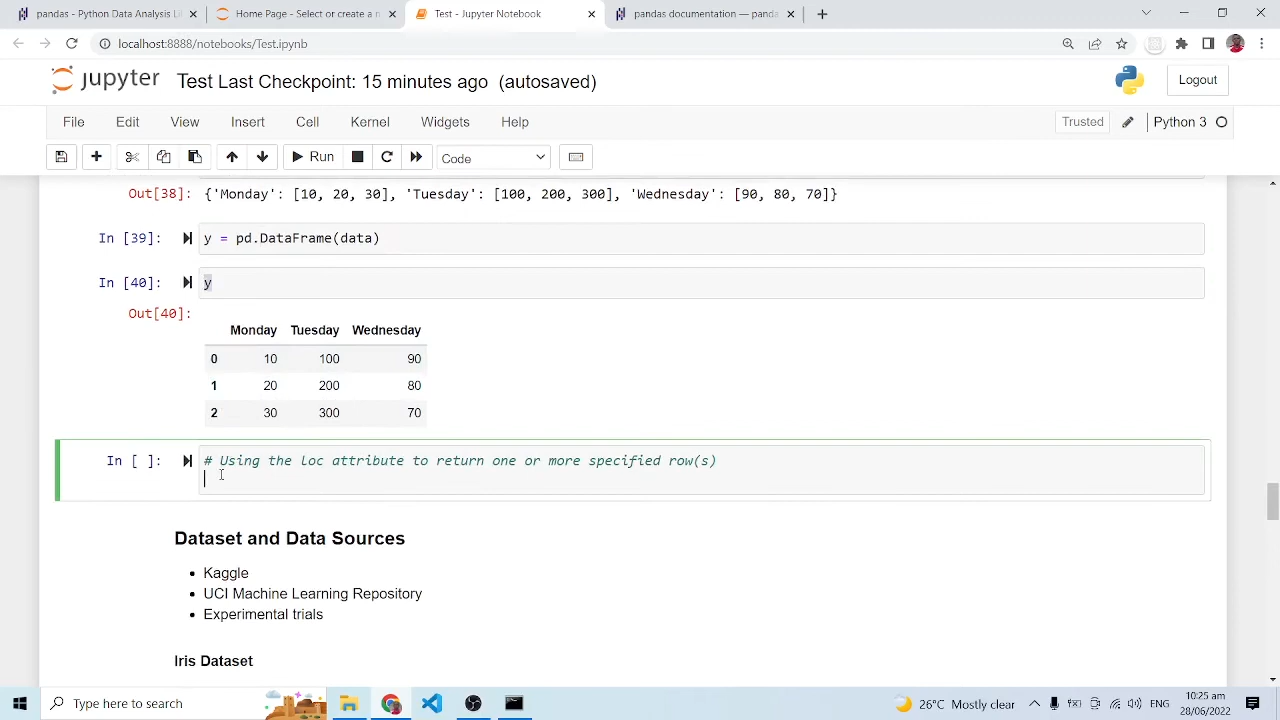 pandas - Python Data Analysis Li
Home Page - Select or create a n
Test - Jupyter Notebook
pandas documentation — panda
localhost:8888/notebooks/Test.ipynb
jupyter Test Last Checkpoint: 15 minutes ago (autosaved)
Logout
File Edit View Insert Cell Kernel Widgets Help
Trusted
Python 3
Run
Code
Out[38]: {'Monday': [10, 20, 30], 'Tuesday': [100, 200, 300], 'Wednesday': [90, 80, 70]}
In [39]: y = pd.DataFrame(data)
In [40]: y
Out[40]:
Monday Tuesday Wednesday
0 10 100 90
1 20 200 80
2 30 300 70
In [ ]: # Using the loc attribute to return one or more specified row(s)
Dataset and Data Sources
• Kaggle
• UCI Machine Learning Repository
• Experimental trials
Iris Dataset
Type here to search
26°C Mostly clear
ENG
10:25 am
28/06/2022